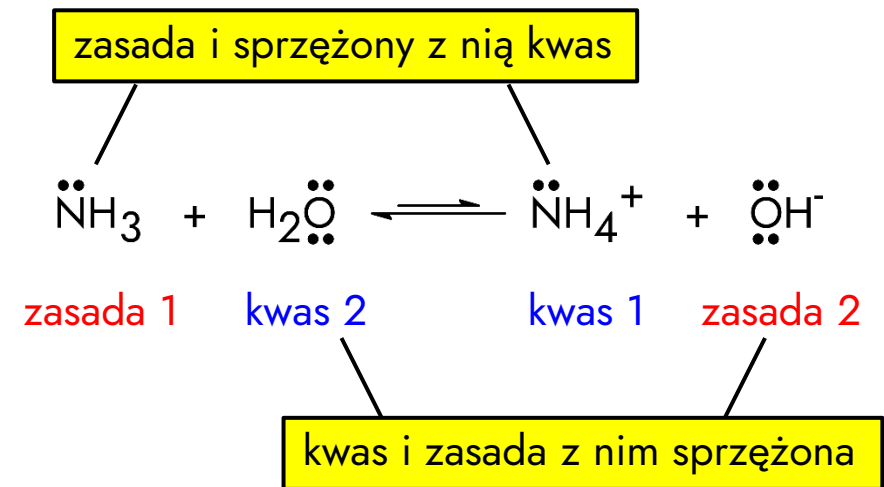 zasada i sprzężony z nią kwas
NH₃ + H₂O ⇌ NH₄⁺ + OH⁻
zasada 1 kwas 2 kwas 1 zasada 2
kwas i zasada z nim sprzężona